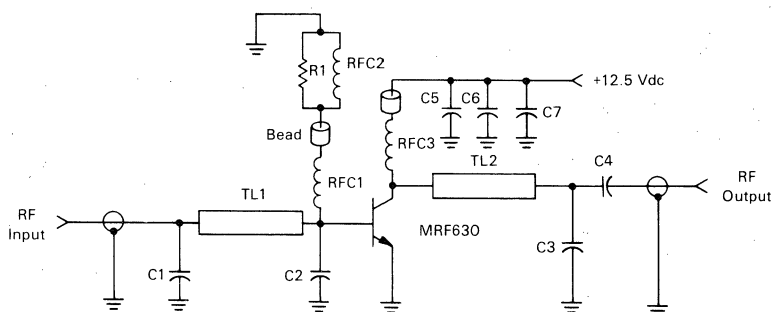 R1
RFC2
+12.5 Vdc
C5
C6
C7
Bead
RFC3
TL2
C4
RFC1
TL1
RF
Input
RF
Output
MRF630
C3
C1
C2